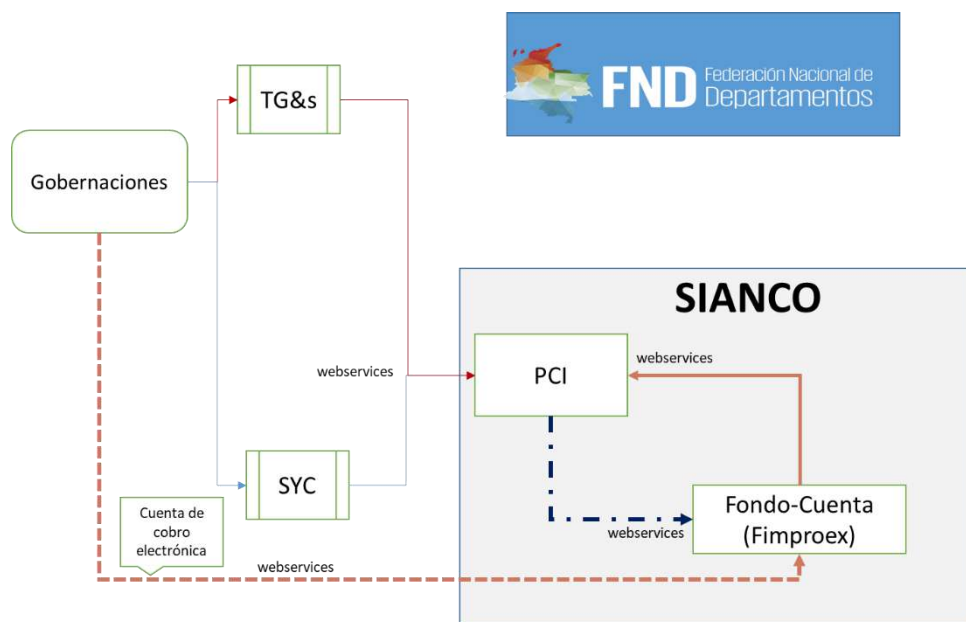 FND
Federación Nacional de
Departamentos
TG&s
Gobernaciones
SIANCO
webservices
PCI
webservices
SYC
Fondo-Cuenta
(Fimproex)
Cuenta de
cobro
electrónica
webservices
webservices